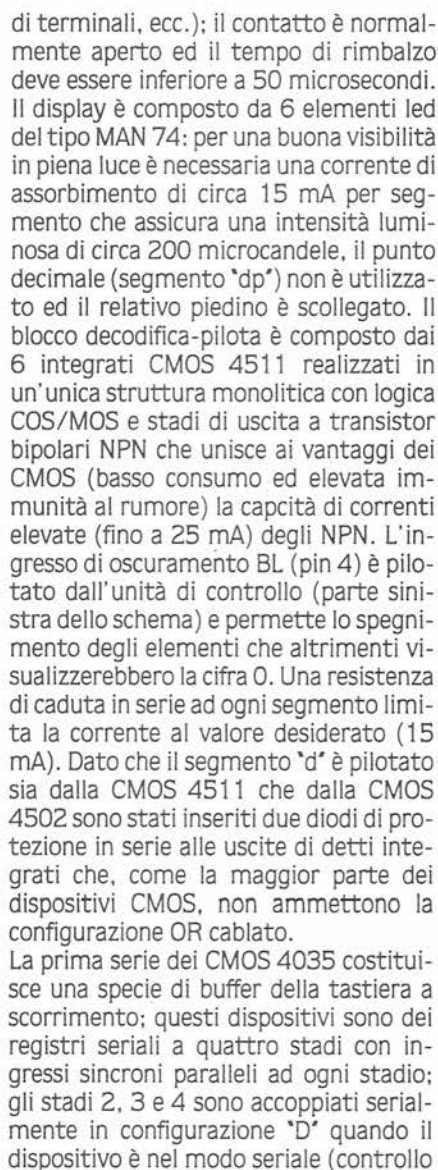 di terminali, ecc.); il contatto è normal-
mente aperto ed il tempo di rimbalzo
deve essere inferiore a 50 microsecondi.
Il display è composto da 6 elementi led
del tipo MAN 74: per una buona visibilità
in piena luce è necessaria una corrente di
assorbimento di circa 15 mA per seg-
mento che assicura una intensità lumi-
nosa di circa 200 microcandele, il punto
decimale (segmento "dp") non è utilizza-
to ed il relativo piedino è scollegato. Il
blocco decodifica-pilota è composto dai
6 integrati CMOS 4511 realizzati in
un'unica struttura monolitica con logica
COS/MOS e stadi di uscita a transistor
bipolari NPN che unisce ai vantaggi dei
CMOS (basso consumo ed elevata im-
munità al rumore) la capcità di correnti
elevate (fino a 25 mA) degli NPN. L'in-
gresso di oscuramento BL (pin 4) è pilo-
tato dall'unità di controllo (parte sini-
stra dello schema) e permette lo spegni-
mento degli elementi che altrimenti vi-
sualizzerebbero la cifra 0. Una resistenza
di caduta in serie ad ogni segmento limi-
ta la corrente al valore desiderato (15
mA). Dato che il segmento "d" è pilotato
sia dalla CMOS 4511 che dalla CMOS
4502 sono stati inseriti due diodi di pro-
tezione in serie alle uscite di detti inte-
grati che, come la maggior parte dei
dispositivi CMOS, non ammettono la
configurazione OR cablato.
La prima serie dei CMOS 4035 costitui-
sce una specie di buffer della tastiera a
scorrimento; questi dispositivi sono dei
registri seriali a quattro stadi con in-
gressi sincroni paralleli ad ogni stadio;
gli stadi 2, 3 e 4 sono accoppiati serial-
mente in configurazione "D" quando il
dispositivo è nel modo seriale (controllo